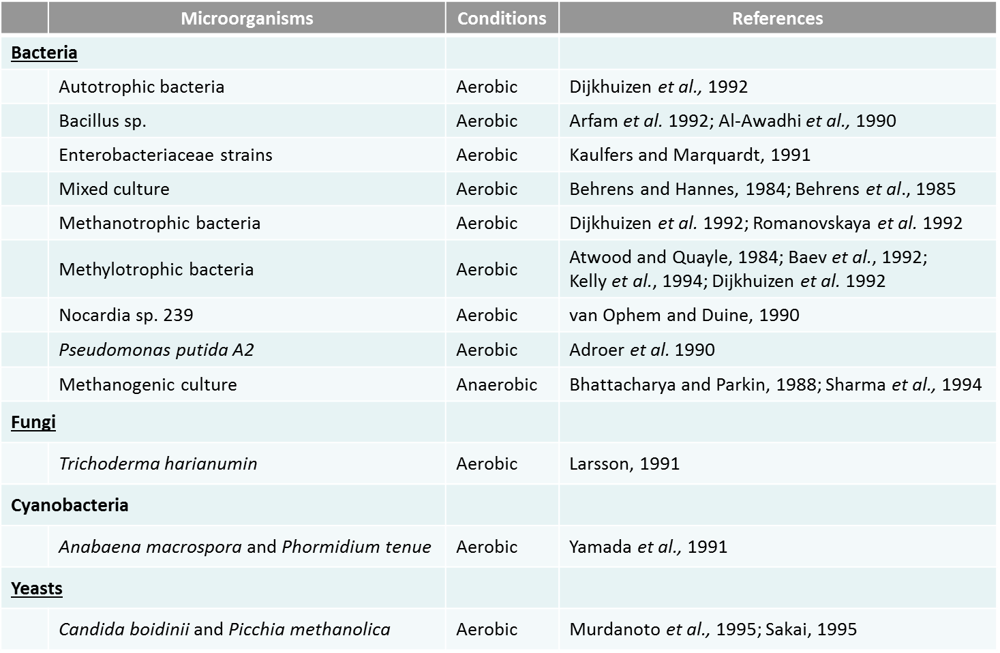 Microorganisms Conditions References
Bacteria
Autotrophic bacteria Aerobic Dijkhuizen et al., 1992
Bacillus sp. Aerobic Arfam et al. 1992; Al-Awadhi et al., 1990
Enterobacteriaceae strains Aerobic Kaulfers and Marquardt, 1991
Mixed culture Aerobic Behrens and Hannes, 1984; Behrens et al., 1985
Methanotrophic bacteria Aerobic Dijkhuizen et al. 1992; Romanovskaya et al. 1992
Methylotrophic bacteria Aerobic Atwood and Quayle, 1984; Baev et al., 1992;
Kelly et al., 1994; Dijkhuizen et al. 1992
Nocardia sp. 239 Aerobic van Ophem and Duine, 1990
Pseudomonas putida A2 Aerobic Adroer et al. 1990
Methanogenic culture Anaerobic Bhattacharya and Parkin, 1988; Sharma et al., 1994
Fungi
Trichoderma harianumin Aerobic Larsson, 1991
Cyanobacteria
Anabaena macrospora and Phormidium tenue Aerobic Yamada et al., 1991
Yeasts
Candida boidinii and Picchia methanolica Aerobic Murdanoto et al., 1995; Sakai, 1995